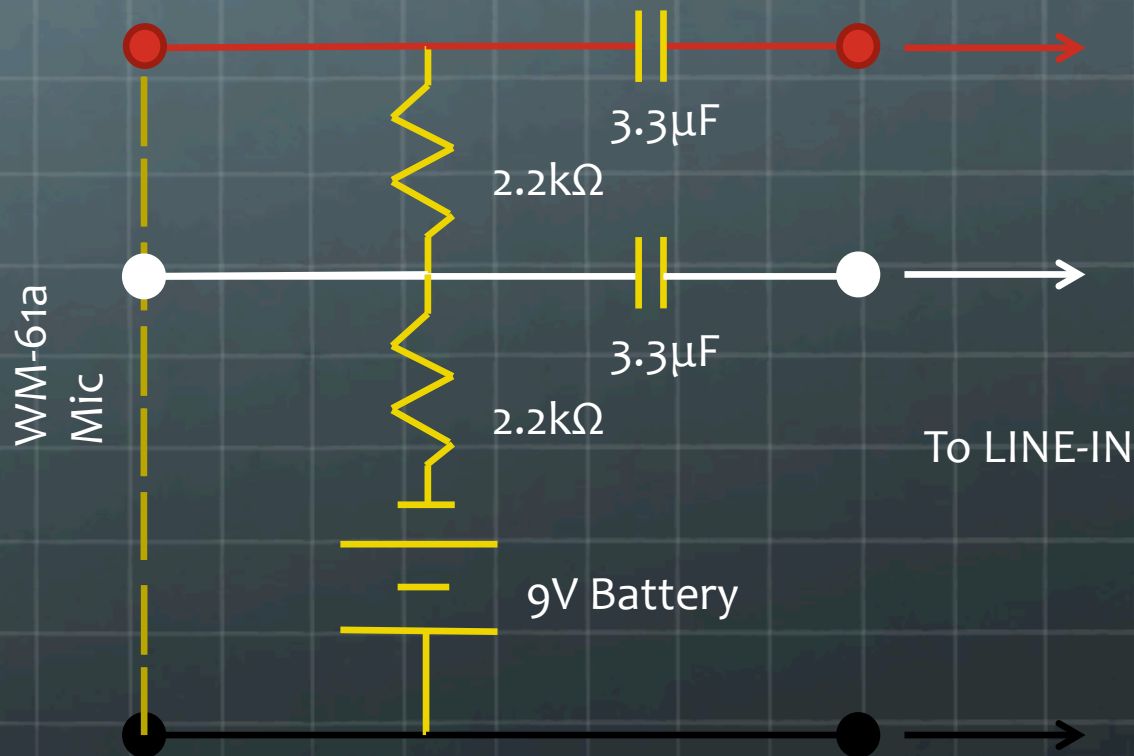 3.3µF
2.2kΩ
3.3µF
WM-61a
Mic
2.2kΩ
To LINE-IN
9V Battery